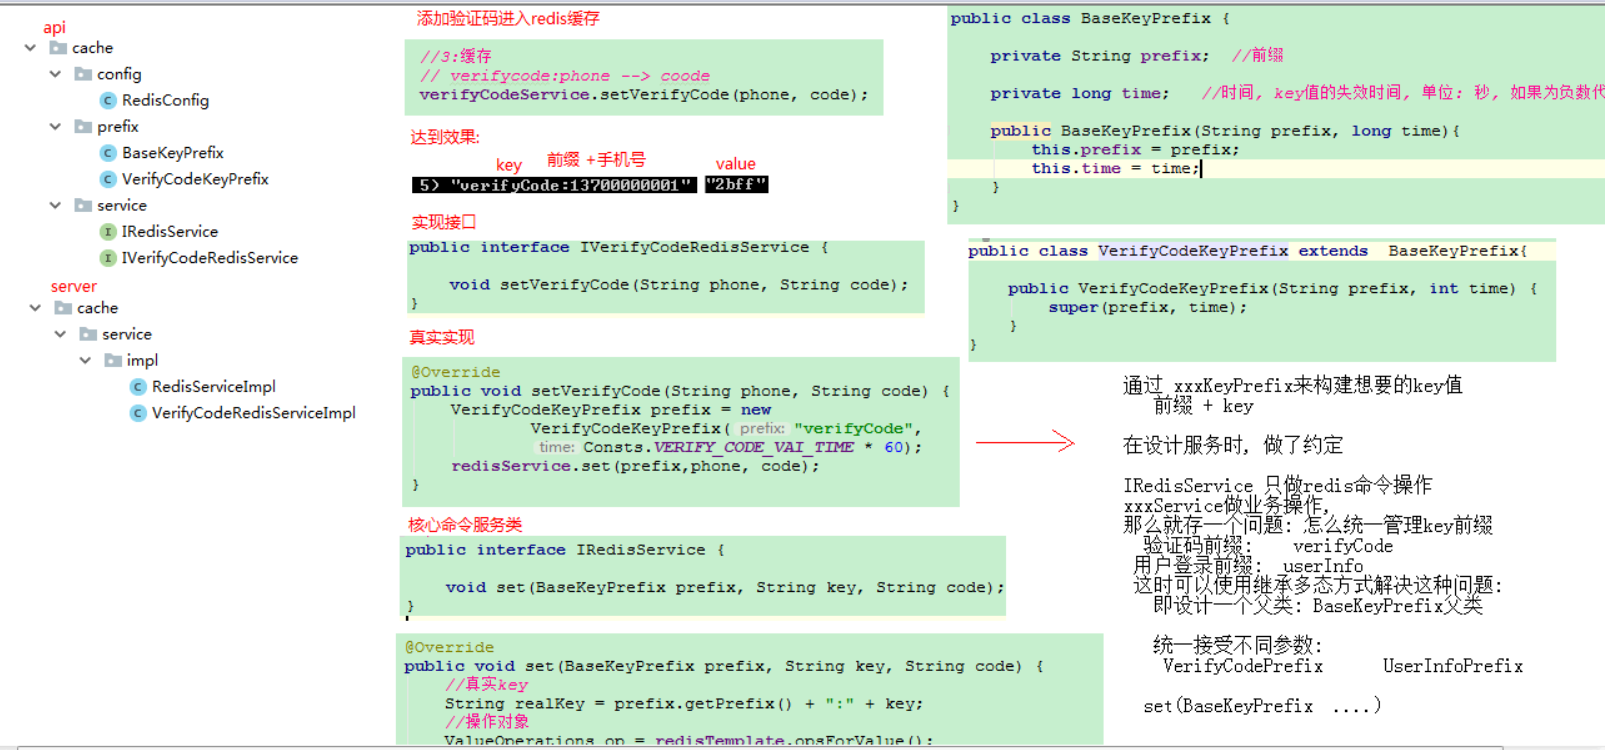 api
cache
config
RedisConfig
prefix
BaseKeyPrefix
VerifyCodeKeyPrefix
service
IRedisService
IVerifyCodeRedisService
server
cache
service
impl
RedisServiceImpl
VerifyCodeRedisServiceImpl
添加验证码进入redis缓存
//3:缓存
// verifycode:phone --> coode
verifyCodeService.setVerifyCode(phone, code);
达到效果:
key 前缀 +手机号 value
5) "verifyCode:13700000001" "2bff"
实现接口
public interface IVerifyCodeRedisService {
void setVerifyCode(String phone, String code);
}
真实实现
@Override
public void setVerifyCode(String phone, String code) {
VerifyCodeKeyPrefix prefix = new
VerifyCodeKeyPrefix( prefix: "verifyCode",
time: Consts.VERIFY_CODE_VAI_TIME * 60);
redisService.set(prefix,phone, code);
}
核心命令服务类
public interface IRedisService {
void set(BaseKeyPrefix prefix, String key, String code);
}
@Override
public void set(BaseKeyPrefix prefix, String key, String code) {
//真实key
String realKey = prefix.getPrefix() + ":" + key;
//操作对象
ValueOperations op = redisTemplate.opsForValue();
public class BaseKeyPrefix {
private String prefix; //前缀
private long time; //时间, key值的失效时间, 单位: 秒, 如果为负数代
public BaseKeyPrefix(String prefix, long time){
this.prefix = prefix;
this.time = time;
}
}
public class VerifyCodeKeyPrefix extends BaseKeyPrefix{
public VerifyCodeKeyPrefix(String prefix, int time) {
super(prefix, time);
}
}
通过 xxxKeyPrefix来构建想要的key值
前缀 + key
在设计服务时, 做了约定
IRedisService 只做redis命令操作
xxxService做业务操作,
那么就存一个问题: 怎么统一管理key前缀
验证码前缀: verifyCode
用户登录前缀: userInfo
这时可以使用继承多态方式解决这种问题:
即设计一个父类: BaseKeyPrefix父类
统一接受不同参数:
VerifyCodePrefix UserInfoPrefix
set(BaseKeyPrefix ....)